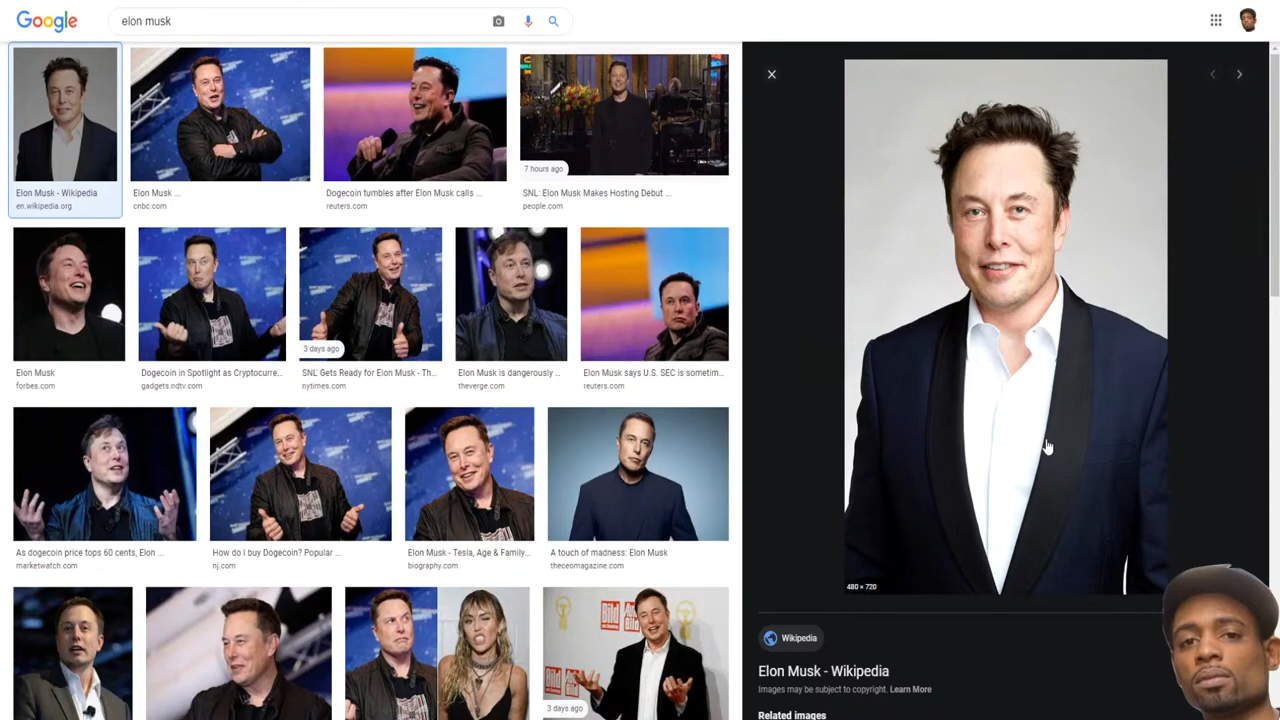 Google
elon musk
Elon Musk - Wikipedia
en.wikipedia.org
Elon Musk ...
cnbc.com
Dogecoin tumbles after Elon Musk calls ...
reuters.com
7 hours ago
SNL: Elon Musk Makes Hosting Debut ...
people.com
Elon Musk
forbes.com
Dogecoin in Spotlight as Cryptocurre...
gadgets.ndtv.com
3 days ago
SNL' Gets Ready for Elon Musk - Th...
nytimes.com
Elon Musk is dangerously ...
theverge.com
Elon Musk says U.S. SEC is sometim...
reuters.com
As dogecoin price tops 60 cents, Elon ...
marketwatch.com
How do I buy Dogecoin? Popular ...
nj.com
Elon Musk - Tesla, Age & Family...
biography.com
A touch of madness: Elon Musk
theceomagazine.com
Bild
3 days ago
480 × 720
Wikipedia
Elon Musk - Wikipedia
Images may be subject to copyright. Learn More
Related images